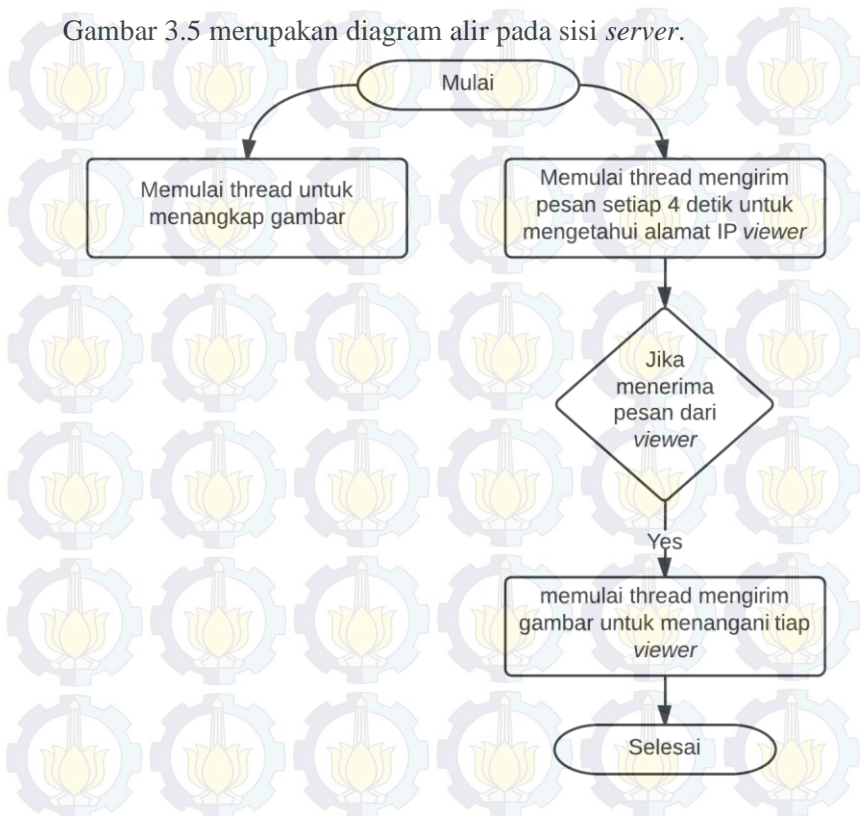 Gambar 3.5 merupakan diagram alir pada sisi server.
Mulai
Memulai thread untuk
menangkap gambar
Memulai thread mengirim
pesan setiap 4 detik untuk
mengetahui alamat IP viewer
Jika
menerima
pesan dari
viewer
Yes
memulai thread mengirim
gambar untuk menangani tiap
viewer
Selesai